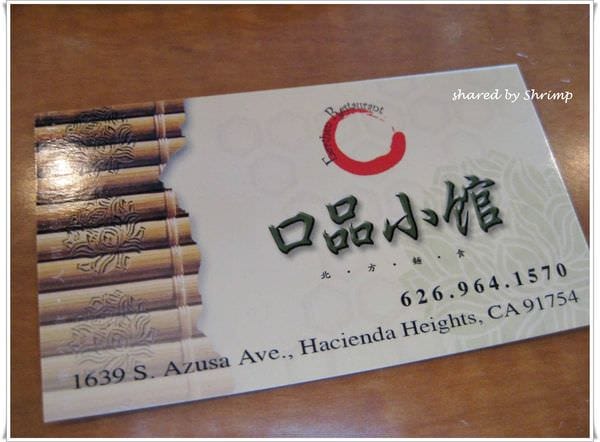 shared by Shrimp
Restaurant
口品小馆
北・方・麵・食
626.964.1570
1639 S. Azusa Ave., Hacienda Heights, CA 91754